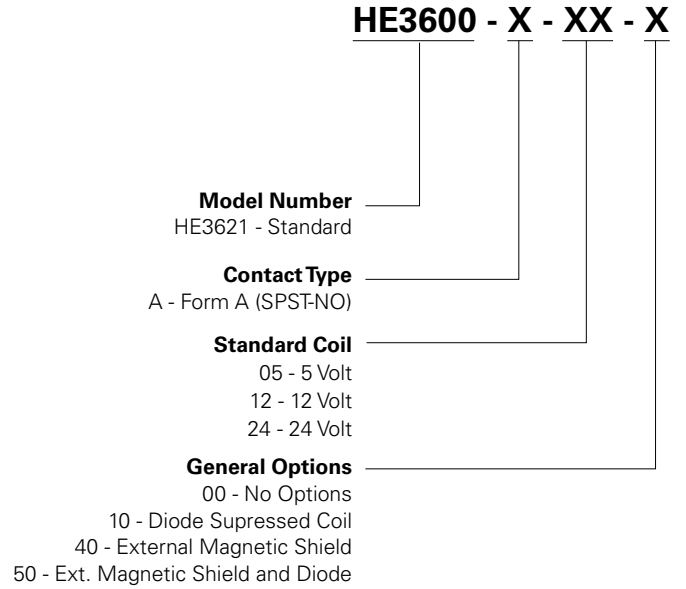 HE3600 - X - XX - X
Model Number
HE3621 - Standard
Contact Type
A - Form A (SPST-NO)
Standard Coil
05 - 5 Volt
12 - 12 Volt
24 - 24 Volt
General Options
00 - No Options
10 - Diode Supressed Coil
40 - External Magnetic Shield
50 - Ext. Magnetic Shield and Diode